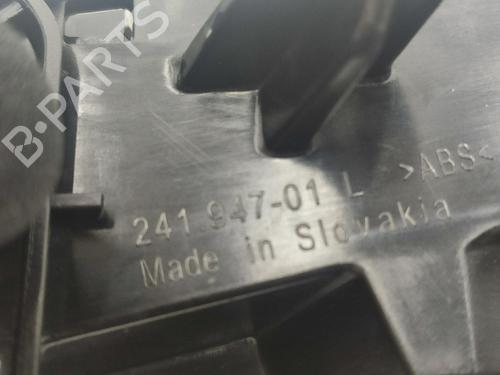 B-PARTS
241.947-01 L >ABS<
Made in Slovakia